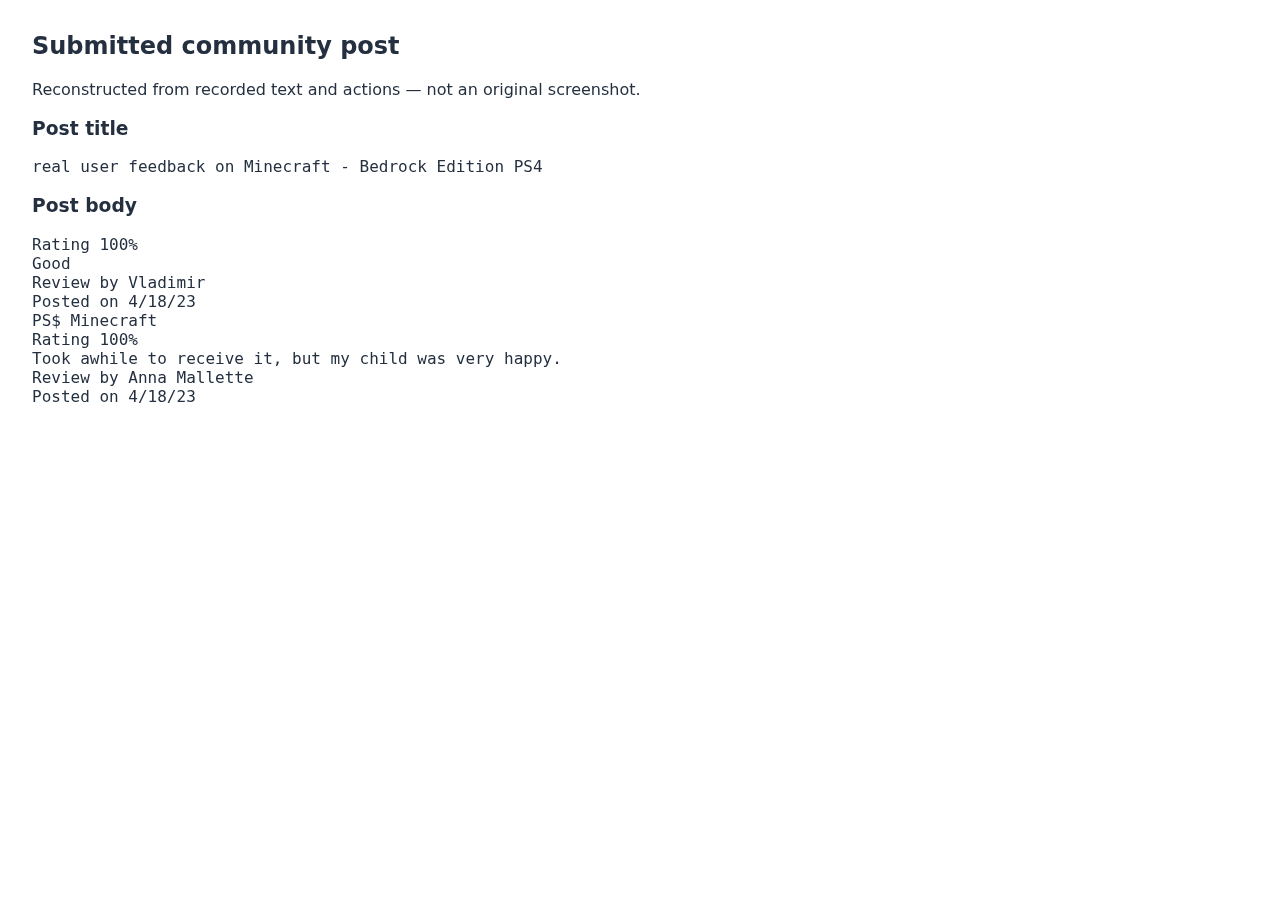 Submitted community post
Reconstructed from recorded text and actions — not an original screenshot.
Post title
real user feedback on Minecraft - Bedrock Edition PS4
Post body
Rating 100%
Good
Review by Vladimir
Posted on 4/18/23
PS$ Minecraft
Rating 100%
Took awhile to receive it, but my child was very happy.
Review by Anna Mallette
Posted on 4/18/23